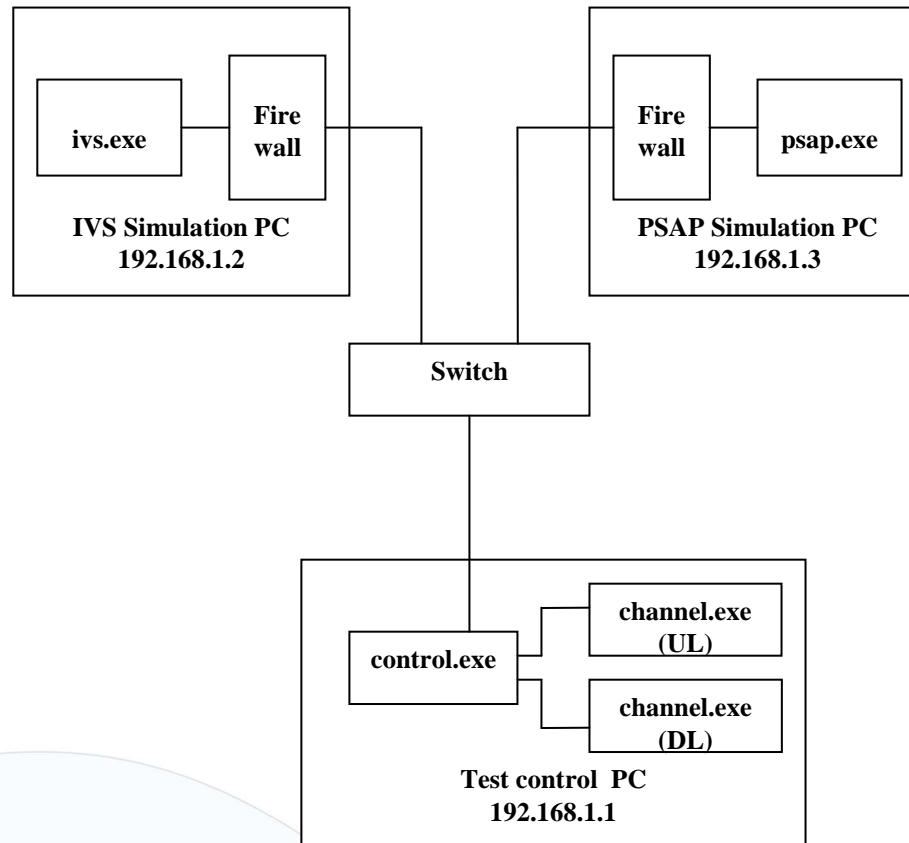 ivs.exe
Fire
wall
IVS Simulation PC
192.168.1.2
Fire
wall
psap.exe
PSAP Simulation PC
192.168.1.3
Switch
control.exe
channel.exe
(UL)
channel.exe
(DL)
Test control PC
192.168.1.1